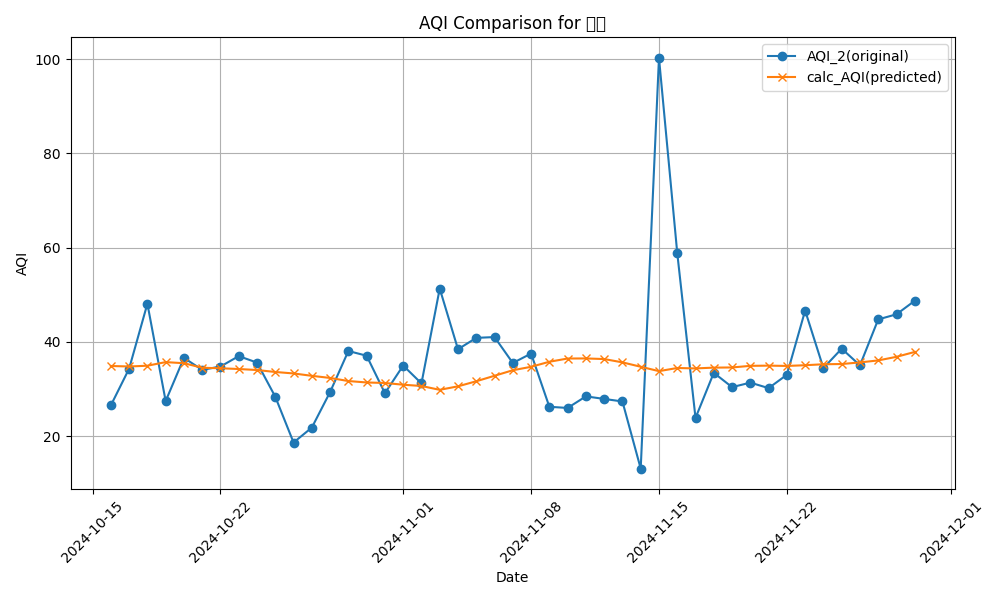 AQI Comparison for
AQI_2(original)
calc_AQI(predicted)
AQI
100
80
60
40
20
2024-10-15
2024-10-22
2024-11-01
2024-11-08
2024-11-15
2024-11-22
2024-12-01
Date